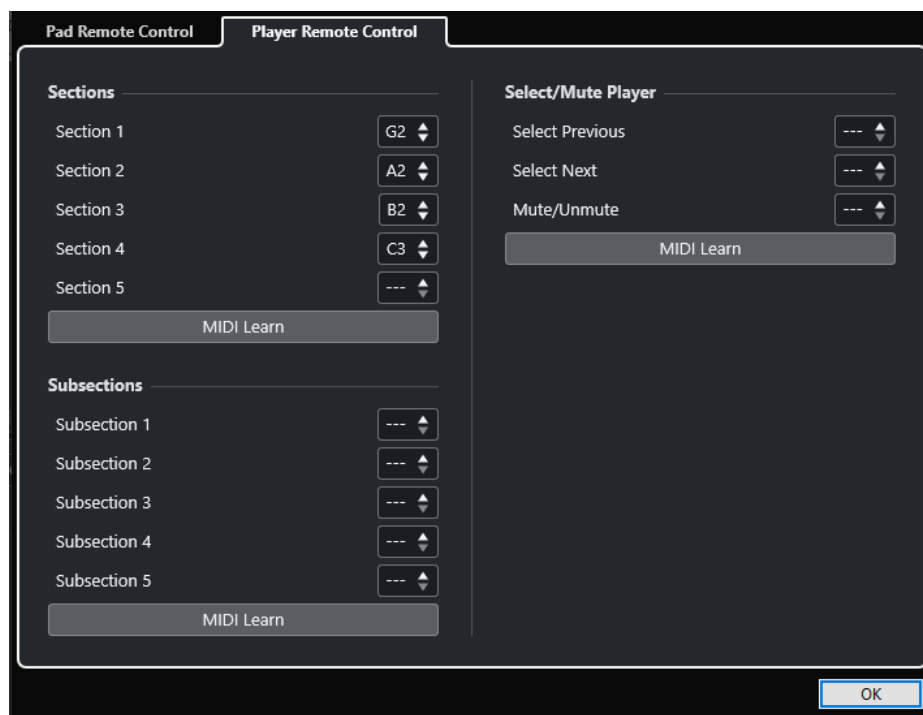 Pad Remote Control
Player Remote Control
Sections
Section 1 G2
Section 2 A2
Section 3 B2
Section 4 C3
Section 5 ---
MIDI Learn
Subsections
Subsection 1 ---
Subsection 2 ---
Subsection 3 ---
Subsection 4 ---
Subsection 5 ---
MIDI Learn
Select/Mute Player
Select Previous ---
Select Next ---
Mute/Unmute ---
MIDI Learn
OK